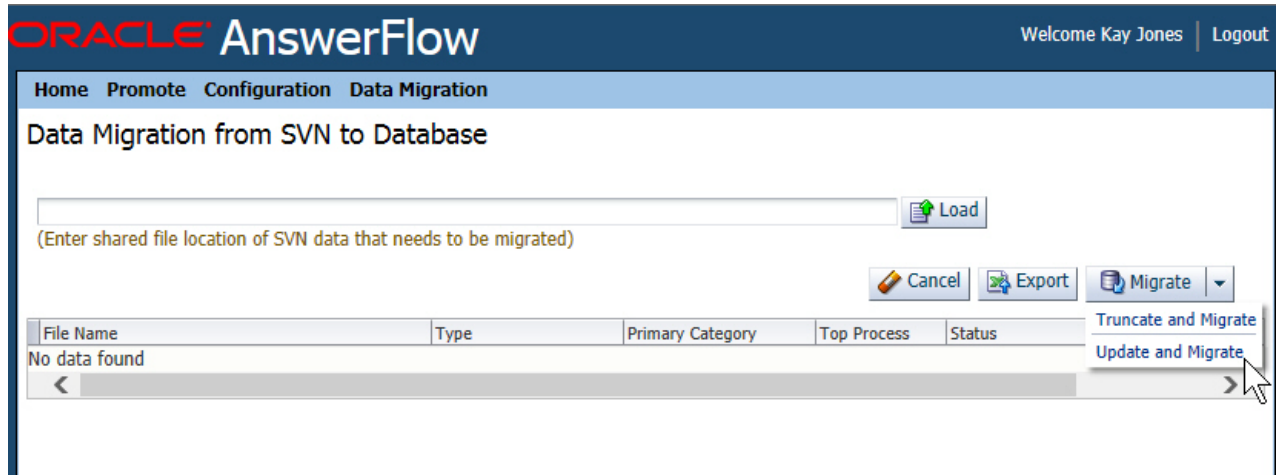 ORACLE AnswerFlow Welcome Kay Jones Logout
Home Promote Configuration Data Migration
Data Migration from SVN to Database
Load
(Enter shared file location of SVN data that needs to be migrated)
Cancel Export Migrate
Truncate and Migrate
Update and Migrate
File Name Type Primary Category Top Process Status
No data found